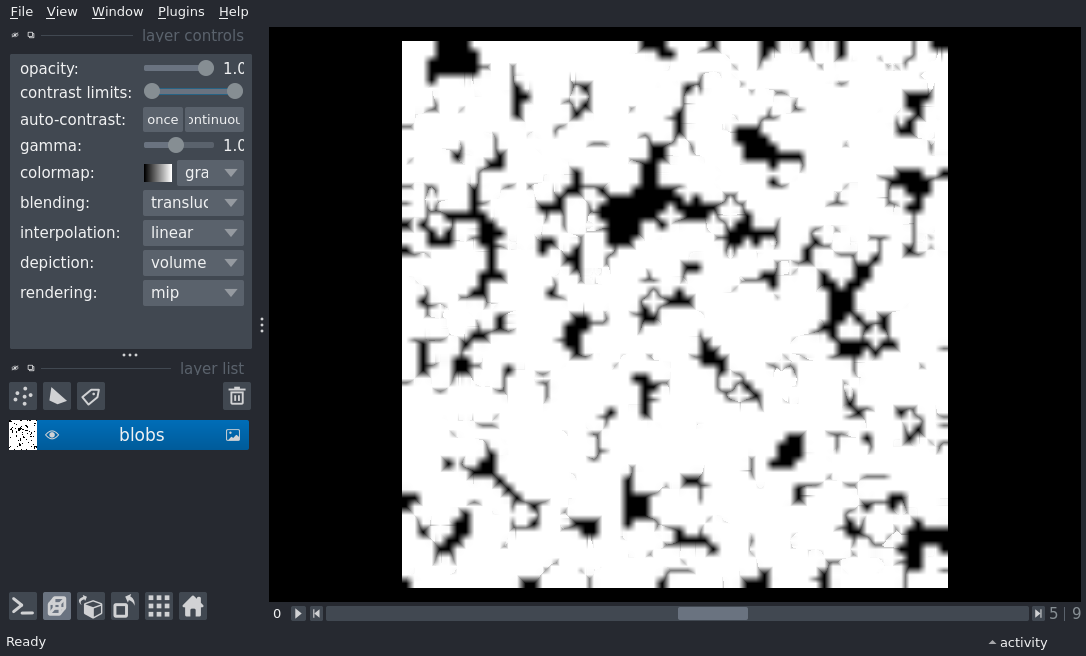 File View Window Plugins Help
layer controls
opacity: 1.0
contrast limits:
auto-contrast: once ontinuou
gamma: 1.0
colormap: gra
blending: transluc
interpolation: linear
depiction: volume
rendering: mip
layer list
blobs
0 5 | 9
Ready activity